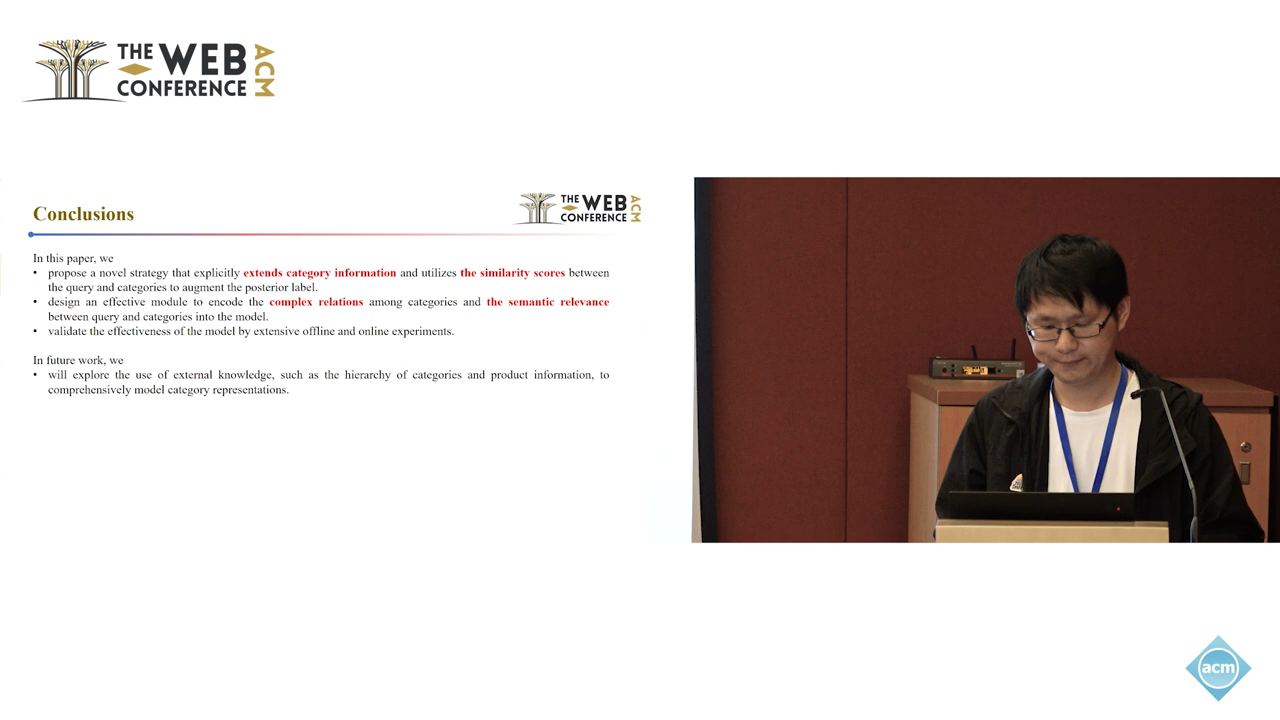 THE WEB CONFERENCE ACM
Conclusions
THE WEB CONFERENCE ACM
In this paper, we
• propose a novel strategy that explicitly extends category information and utilizes the similarity scores between
the query and categories to augment the posterior label.
• design an effective module to encode the complex relations among categories and the semantic relevance
between query and categories into the model.
• validate the effectiveness of the model by extensive offline and online experiments.
In future work, we
• will explore the use of external knowledge, such as the hierarchy of categories and product information, to
comprehensively model category representations.
acm